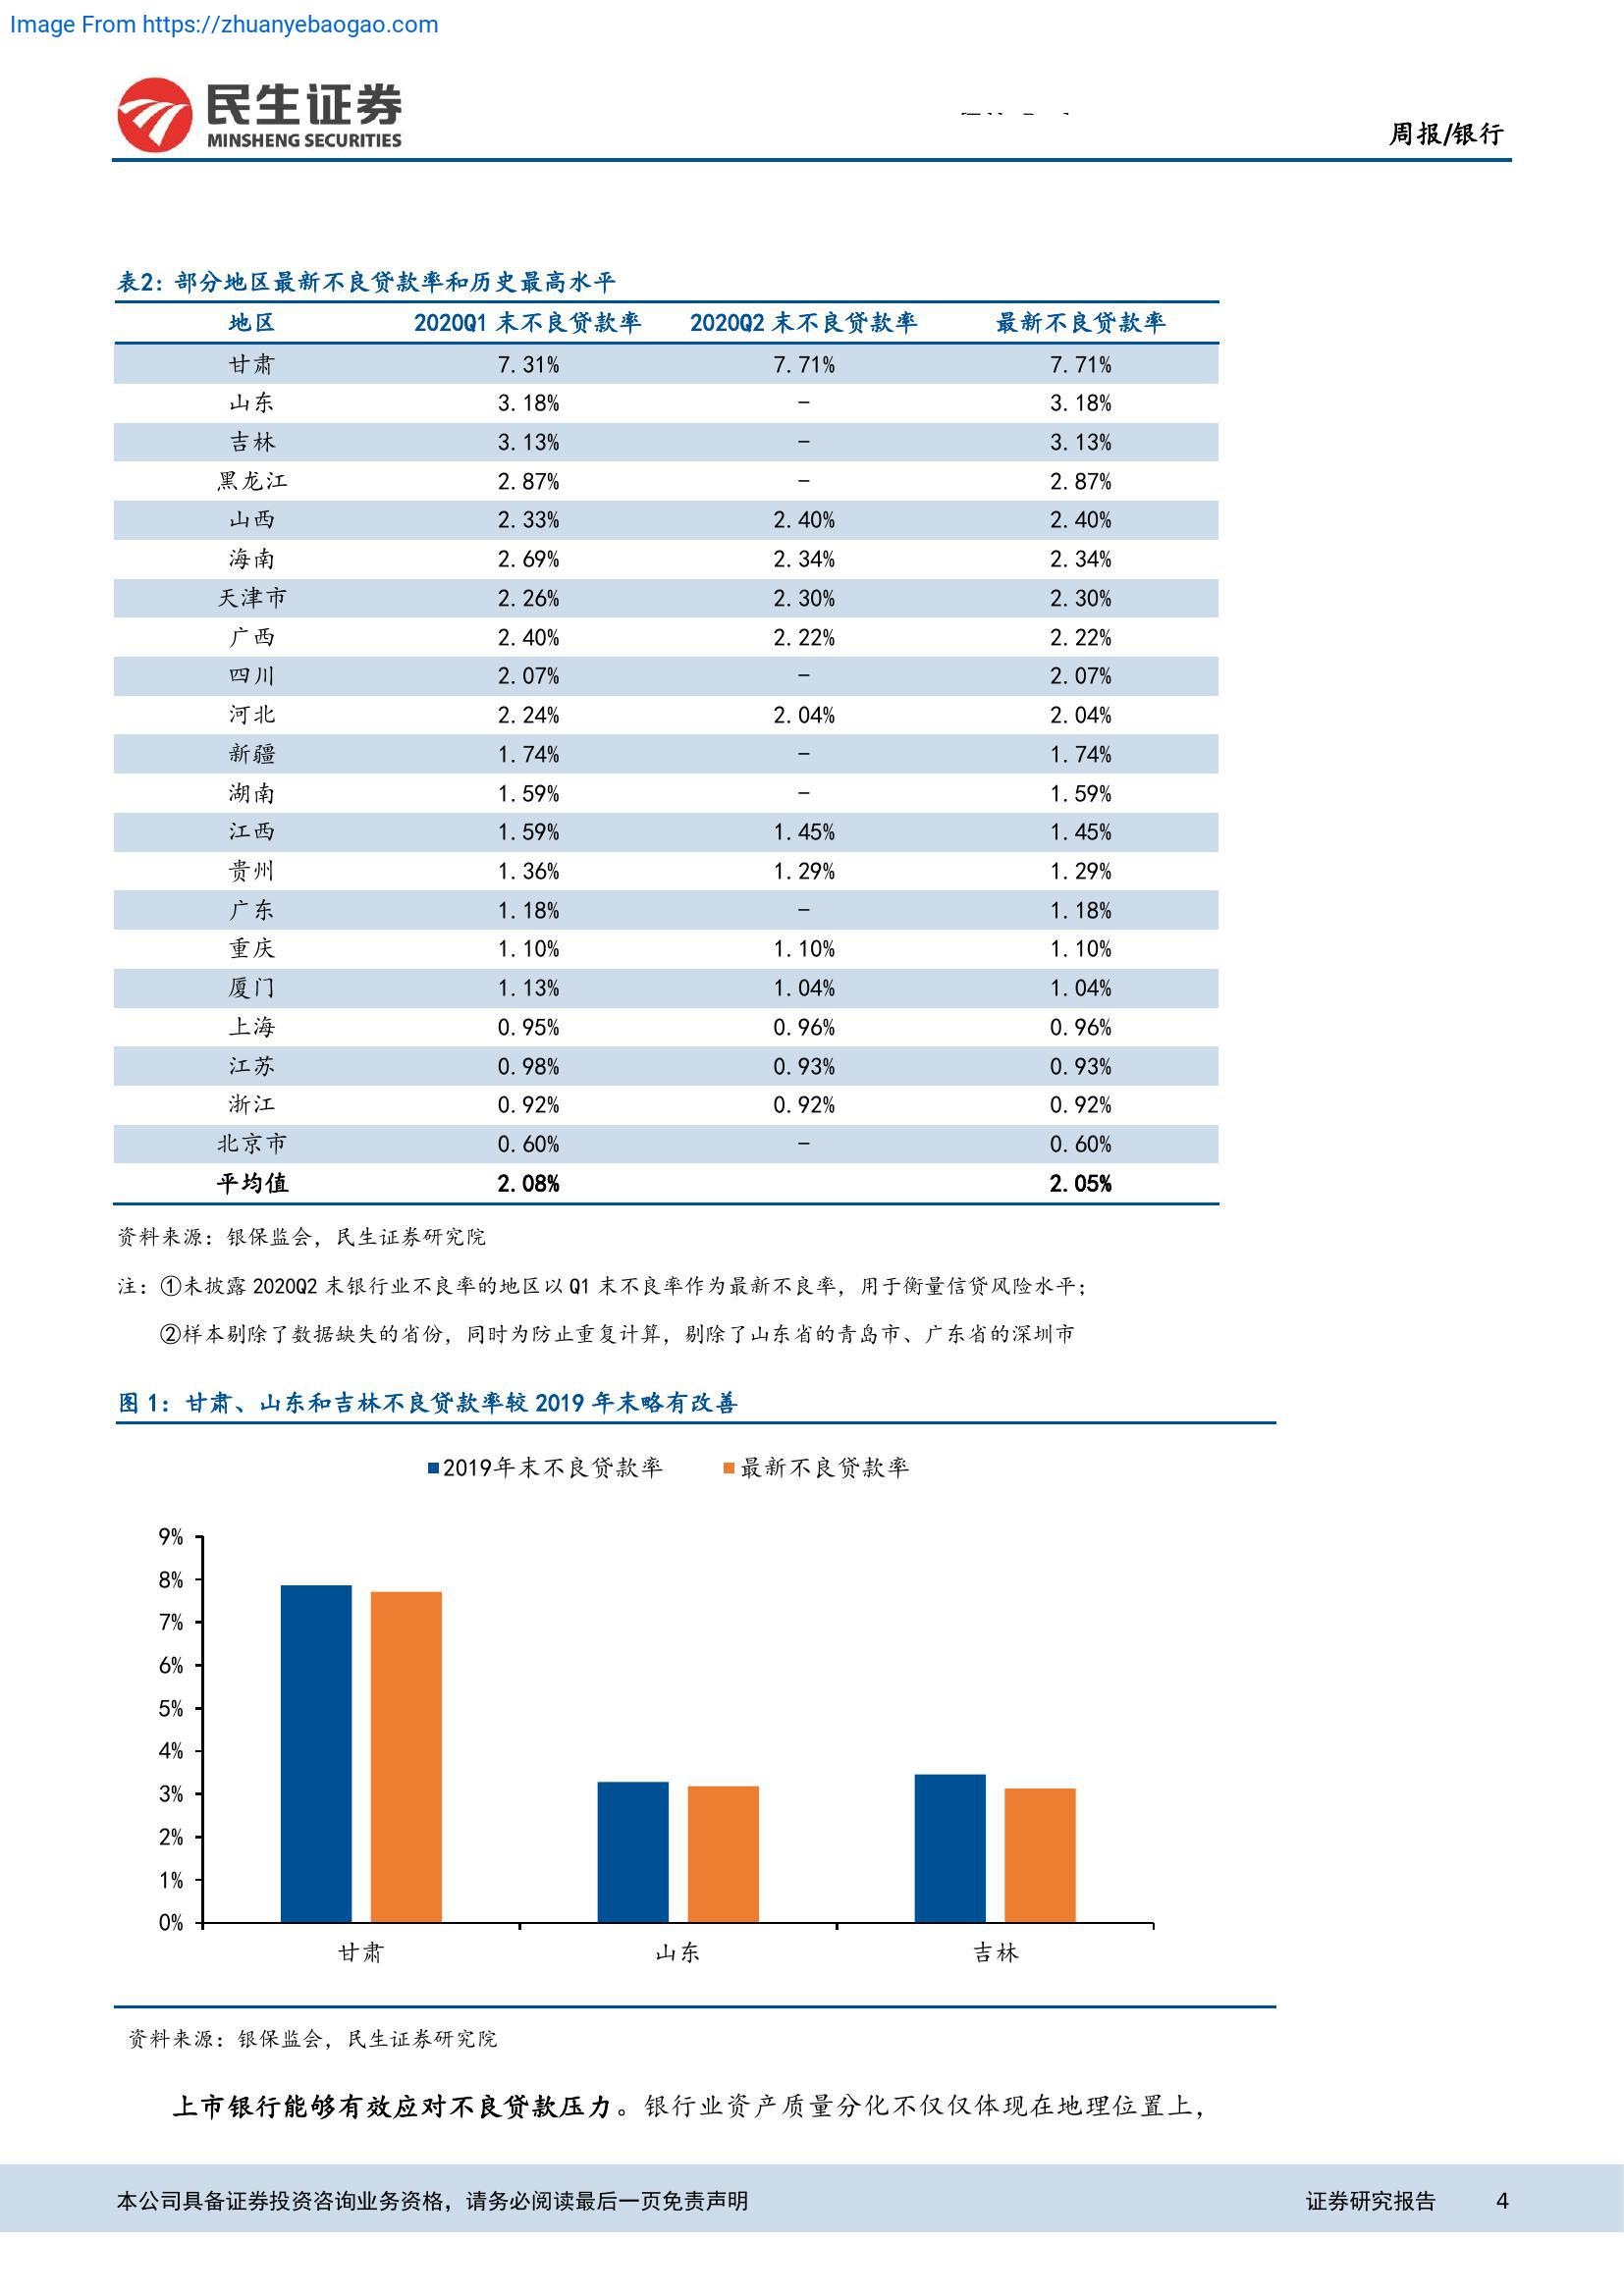 Image From https://zhuanyebaogao.com
民生证券
MINSHENG SECURITIES
周报/银行
表2: 部分地区最新不良贷款率和历史最高水平
地区 2020Q1 末不良贷款率 2020Q2 末不良贷款率 最新不良贷款率
甘肃 7.31% 7.71% 7.71%
山东 3.18% - 3.18%
吉林 3.13% - 3.13%
黑龙江 2.87% - 2.87%
山西 2.33% 2.40% 2.40%
海南 2.69% 2.34% 2.34%
天津市 2.26% 2.30% 2.30%
广西 2.40% 2.22% 2.22%
四川 2.07% - 2.07%
河北 2.24% 2.04% 2.04%
新疆 1.74% - 1.74%
湖南 1.59% - 1.59%
江西 1.59% 1.45% 1.45%
贵州 1.36% 1.29% 1.29%
广东 1.18% - 1.18%
重庆 1.10% 1.10% 1.10%
厦门 1.13% 1.04% 1.04%
上海 0.95% 0.96% 0.96%
江苏 0.98% 0.93% 0.93%
浙江 0.92% 0.92% 0.92%
北京市 0.60% - 0.60%
平均值 2.08% 2.05%
资料来源：银保监会，民生证券研究院
注：①未披露 2020Q2 末银行业不良率的地区以 Q1 末不良率作为最新不良率，用于衡量信贷风险水平；
②样本剔除了数据缺失的省份，同时为防止重复计算，剔除了山东省的青岛市、广东省的深圳市
图 1：甘肃、山东和吉林不良贷款率较 2019 年末略有改善
2019年末不良贷款率 最新不良贷款率
9%
8%
7%
6%
5%
4%
3%
2%
1%
0%
甘肃 山东 吉林
资料来源：银保监会，民生证券研究院
上市银行能够有效应对不良贷款压力。银行业资产质量分化不仅仅体现在地理位置上，
本公司具备证券投资咨询业务资格，请务必阅读最后一页免责声明 证券研究报告 4